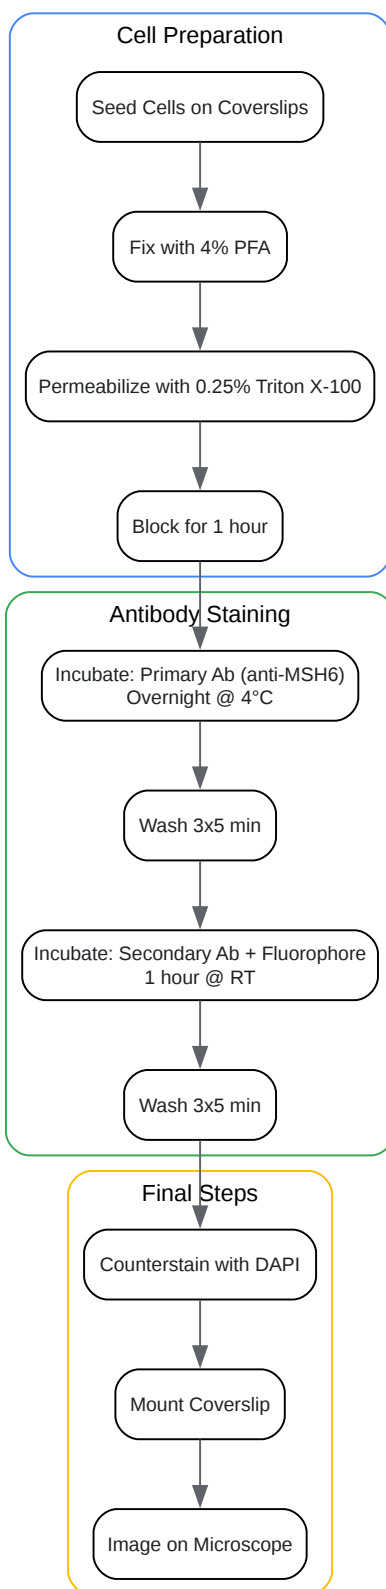 Cell Preparation
Seed Cells on Coverslips
Fix with 4% PFA
Permeabilize with 0.25% Triton X-100
Block for 1 hour
Antibody Staining
Incubate: Primary Ab (anti-MSH6)
Overnight @ 4°C
Wash 3x5 min
Incubate: Secondary Ab + Fluorophore
1 hour @ RT
Wash 3x5 min
Final Steps
Counterstain with DAPI
Mount Coverslip
Image on Microscope